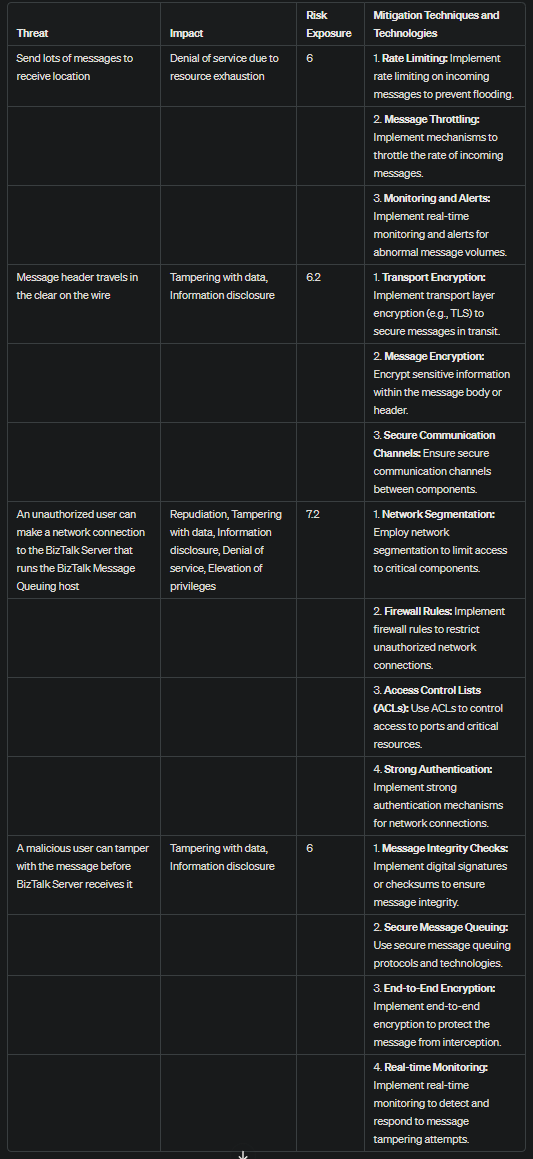 Threat
Impact
Risk
Exposure
Mitigation Techniques and
Technologies
Send lots of messages to
receive location
Denial of service due to
resource exhaustion
6
1. Rate Limiting: Implement
rate limiting on incoming
messages to prevent flooding.
2. Message Throttling:
Implement mechanisms to
throttle the rate of incoming
messages.
3. Monitoring and Alerts:
Implement real-time
monitoring and alerts for
abnormal message volumes.
Message header travels in
the clear on the wire
Tampering with data,
Information disclosure
6.2
1. Transport Encryption:
Implement transport layer
encryption (e.g., TLS) to
secure messages in transit.
2. Message Encryption:
Encrypt sensitive information
within the message body or
header.
3. Secure Communication
Channels: Ensure secure
communication channels
between components.
An unauthorized user can
make a network connection
to the BizTalk Server that
runs the BizTalk Message
Queuing host
Repudiation, Tampering
with data, Information
disclosure, Denial of
service, Elevation of
privileges
7.2
1. Network Segmentation:
Employ network
segmentation to limit access
to critical components.
2. Firewall Rules: Implement
firewall rules to restrict
unauthorized network
connections.
3. Access Control Lists
(ACLs): Use ACLs to control
access to ports and critical
resources.
4. Strong Authentication:
Implement strong
authentication mechanisms
for network connections.
A malicious user can tamper
with the message before
BizTalk Server receives it
Tampering with data,
Information disclosure
6
1. Message Integrity Checks:
Implement digital signatures
or checksums to ensure
message integrity.
2. Secure Message Queuing:
Use secure message queuing
protocols and technologies.
3. End-to-End Encryption:
Implement end-to-end
encryption to protect the
message from interception.
4. Real-time Monitoring:
Implement real-time
monitoring to detect and
respond to message
tampering attempts.